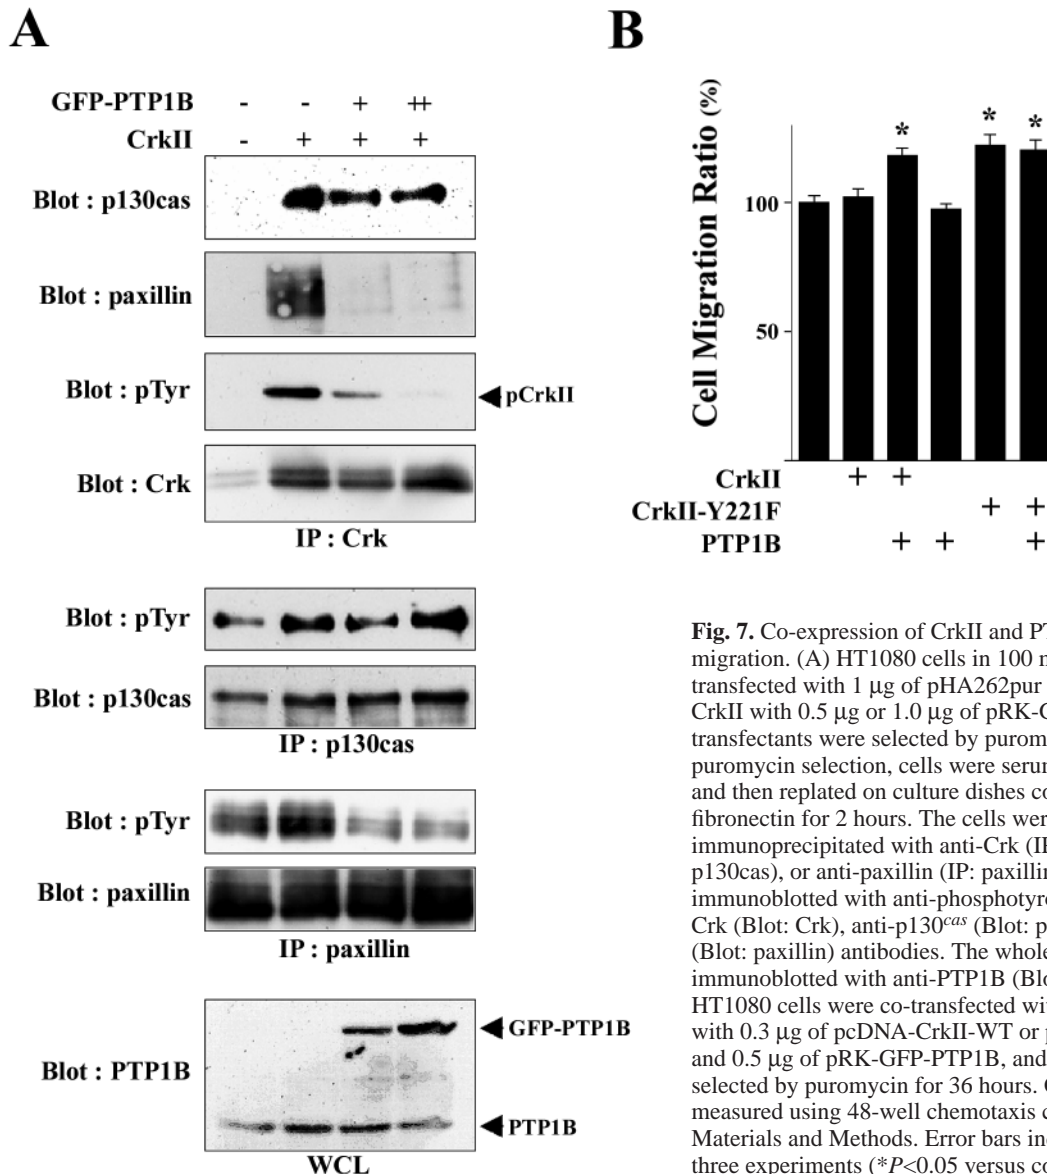 A
GFP-PTP1B - - + ++
CrkII - + + +
Blot : p130cas
Blot : paxillin
Blot : pTyr
pCrkII
Blot : Crk
IP : Crk
Blot : pTyr
Blot : p130cas
IP : p130cas
Blot : pTyr
Blot : paxillin
IP : paxillin
Blot : PTP1B
GFP-PTP1B
PTP1B
WCL
B
Cell Migration Ratio (%)
* * *
100
50
CrkII + +
CrkII-Y221F + +
PTP1B + + +
Fig. 7. Co-expression of CrkII and PT
migration. (A) HT1080 cells in 100 m
transfected with 1 µg of pHA262pur
CrkII with 0.5 µg or 1.0 µg of pRK-G
transfectants were selected by purom
puromycin selection, cells were serum
and then replated on culture dishes co
fibronectin for 2 hours. The cells were
immunoprecipitated with anti-Crk (IP
p130cas), or anti-paxillin (IP: paxillin
immunoblotted with anti-phosphotyro
Crk (Blot: Crk), anti-p130cas (Blot: p
(Blot: paxillin) antibodies. The whole
immunoblotted with anti-PTP1B (Blo
HT1080 cells were co-transfected wit
with 0.3 µg of pcDNA-CrkII-WT or p
and 0.5 µg of pRK-GFP-PTP1B, and
selected by puromycin for 36 hours. C
measured using 48-well chemotaxis c
Materials and Methods. Error bars ind
three experiments (*P<0.05 versus co